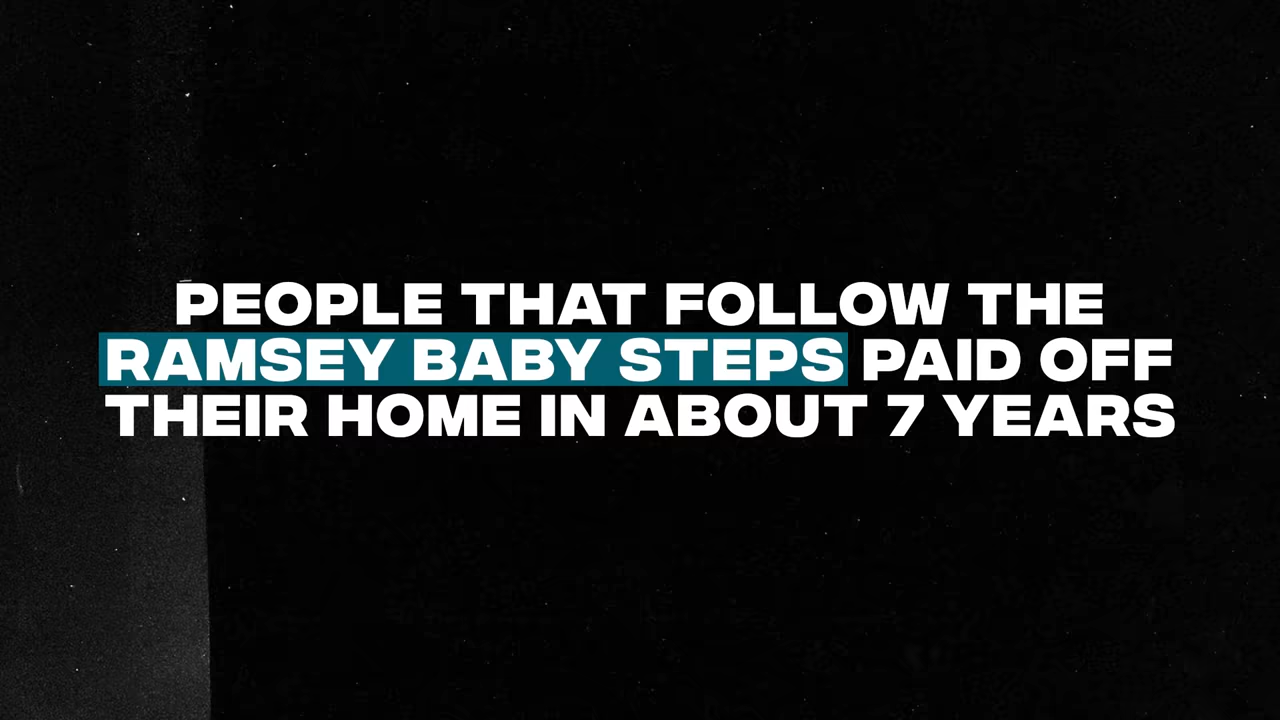 PEOPLE THAT FOLLOW THE
RAMSEY BABY STEPS PAID OFF
THEIR HOME IN ABOUT 7 YEARS